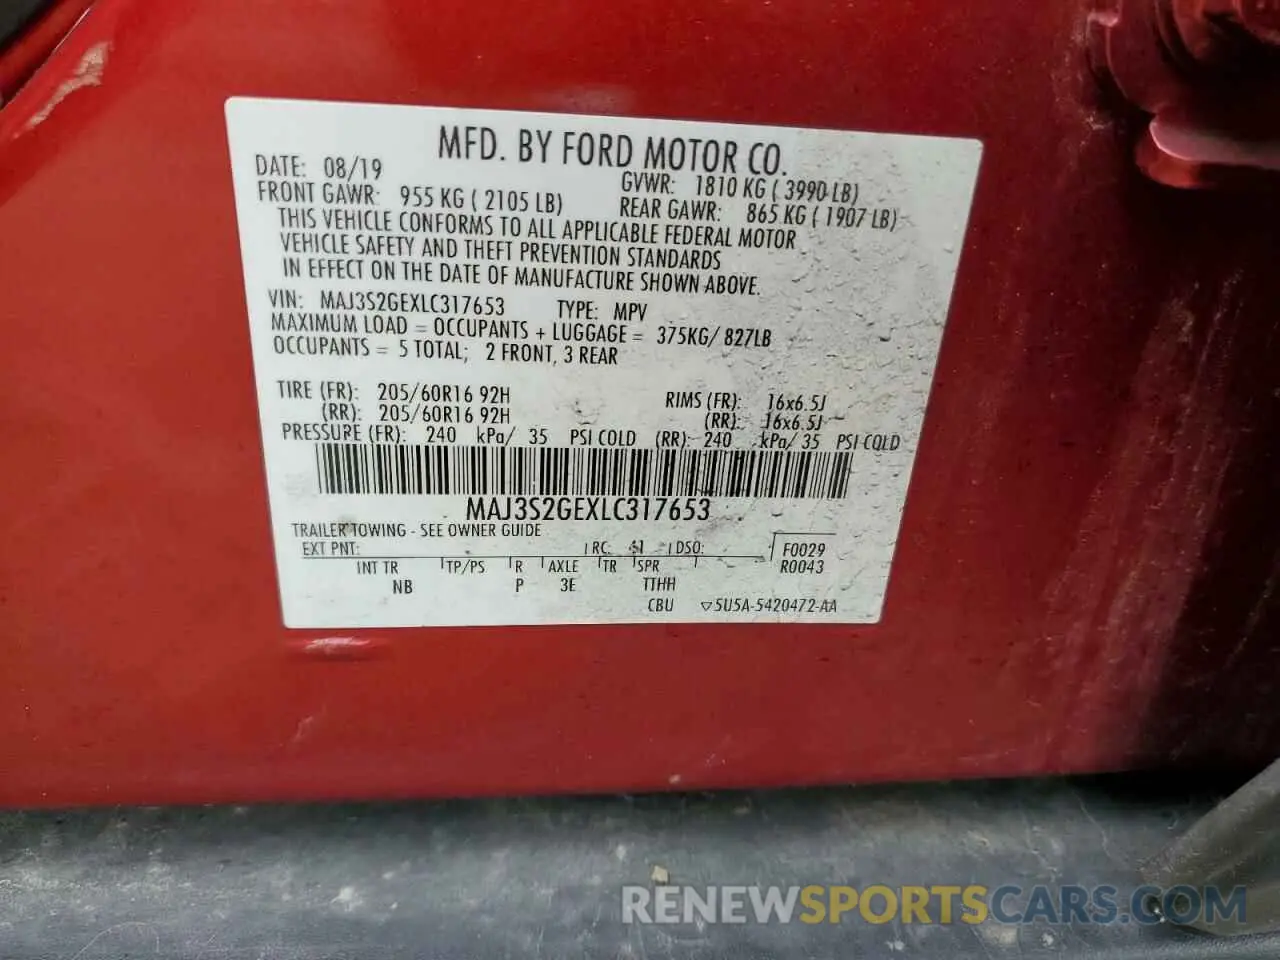 MFD. BY FORD MOTOR CO.
DATE: 08/19 GVWR: 1810 KG ( 3990 LB)
FRONT GAWR: 955 KG ( 2105 LB) REAR GAWR: 865 KG ( 1907 LB)
THIS VEHICLE CONFORMS TO ALL APPLICABLE FEDERAL MOTOR
VEHICLE SAFETY AND THEFT PREVENTION STANDARDS
IN EFFECT ON THE DATE OF MANUFACTURE SHOWN ABOVE.
VIN: MAJ3S2GEXLC317653 TYPE: MPV
MAXIMUM LOAD = OCCUPANTS + LUGGAGE = 375KG/ 827LB
OCCUPANTS = 5 TOTAL; 2 FRONT, 3 REAR
TIRE (FR): 205/60R16 92H RIMS (FR): 16x6.5J
(RR): 205/60R16 92H (RR): 16x6.5J
PRESSURE (FR): 240 kPa/ 35 PSI COLD (RR): 240 kPa/ 35 PSI COLD
MAJ3S2GEXLC317653
TRAILER TOWING - SEE OWNER GUIDE
EXT PNT: RC: 41 DSO: F0029
INT TR TP/PS R AXLE TR SPR R0043
NB P 3E TTHH
CBU ▽5U5A-5420472-AA
RENEWSPORTSCARS.COM